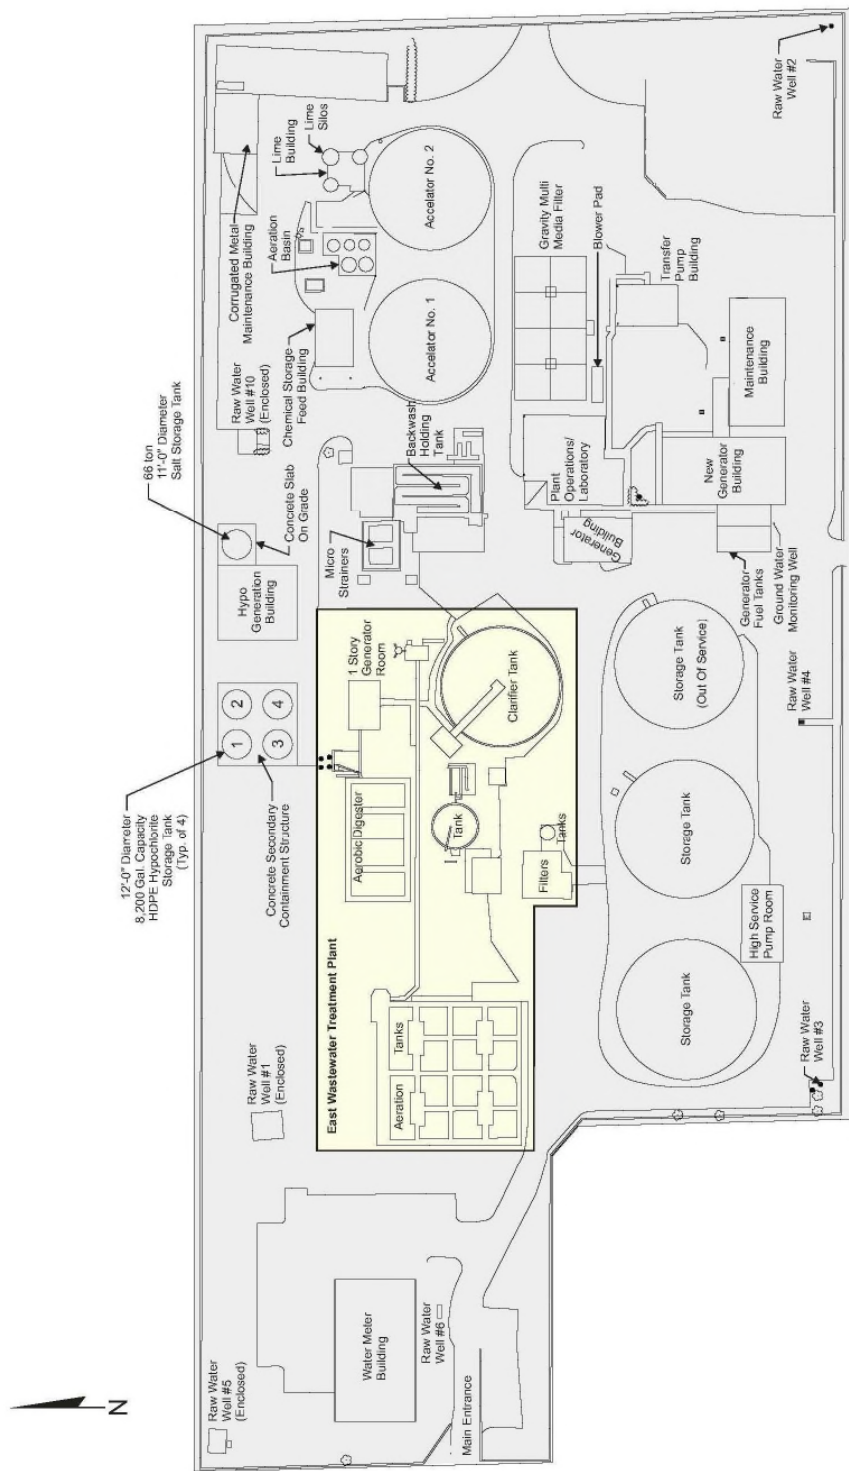 N
Raw Water
Well #5
(Enclosed)
Water Meter
Building
Raw Water
Well #6
Main Entrance
Raw Water
Well #1
(Enclosed)
East Wastewater Treatment Plant
Aeration
Tanks
Aerobic Digester
1 Story
Generator
Room
Tank
Clarifier Tank
Filters
Tanks
12'-0" Diameter
8,200 Gal. Capacity
HDPE Hypochlorite
Storage Tank
(Typ. of 4)
1
2
3
4
Concrete Secondary
Containment Structure
66 ton
11'-0" Diameter
Salt Storage Tank
Hypo
Generation
Building
Concrete Slab
On Grade
Micro
Strainers
Backwash
Holding
Tank
Raw Water
Well #10
(Enclosed)
Corrugated Metal
Maintenance Building
Chemical Storage
Feed Building
Aeration
Basin
Lime
Building
Lime
Silos
Accelator No. 1
Accelator No. 2
Gravity Multi
Media Filter
Blower Pad
Plant
Operations/
Laboratory
Generator
Building
Transfer
Pump
Building
New
Generator
Building
Maintenance
Building
Generator
Fuel Tanks
Ground Water
Monitoring Well
Storage Tank
Storage Tank
Storage Tank
(Out Of Service)
High Service
Pump Room
Raw Water
Well #3
Raw Water
Well #4
Raw Water
Well #2